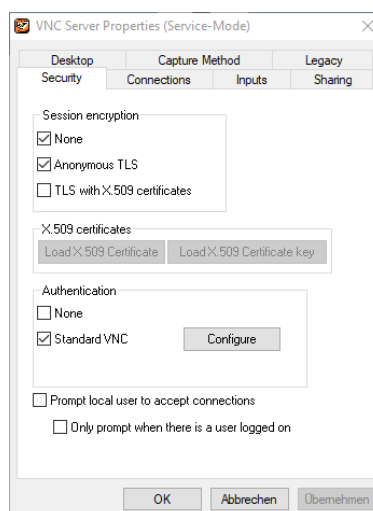 VNC Server Properties (Service-Mode)
Desktop Capture Method Legacy
Security Connections Inputs Sharing
Session encryption
None
Anonymous TLS
TLS with X.509 certificates
X.509 certificates
Load X.509 Certificate Load X.509 Certificate key
Authentication
None
Standard VNC Configure
Prompt local user to accept connections
Only prompt when there is a user logged on
OK Abbrechen Übernehmen